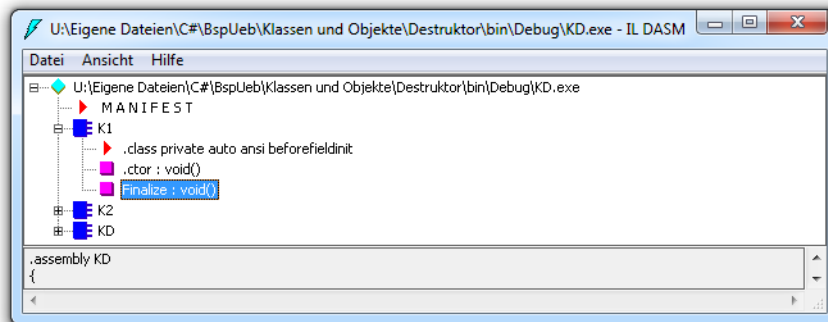 U:\Eigene Dateien\C#\BspUeb\Klassen und Objekte\Destruktor\bin\Debug\KD.exe - IL DASM
Datei Ansicht Hilfe
U:\Eigene Dateien\C#\BspUeb\Klassen und Objekte\Destruktor\bin\Debug\KD.exe
M A N I F E S T
K1
.class private auto ansi beforefieldinit
.ctor : void()
Finalize : void()
K2
KD
.assembly KD
{